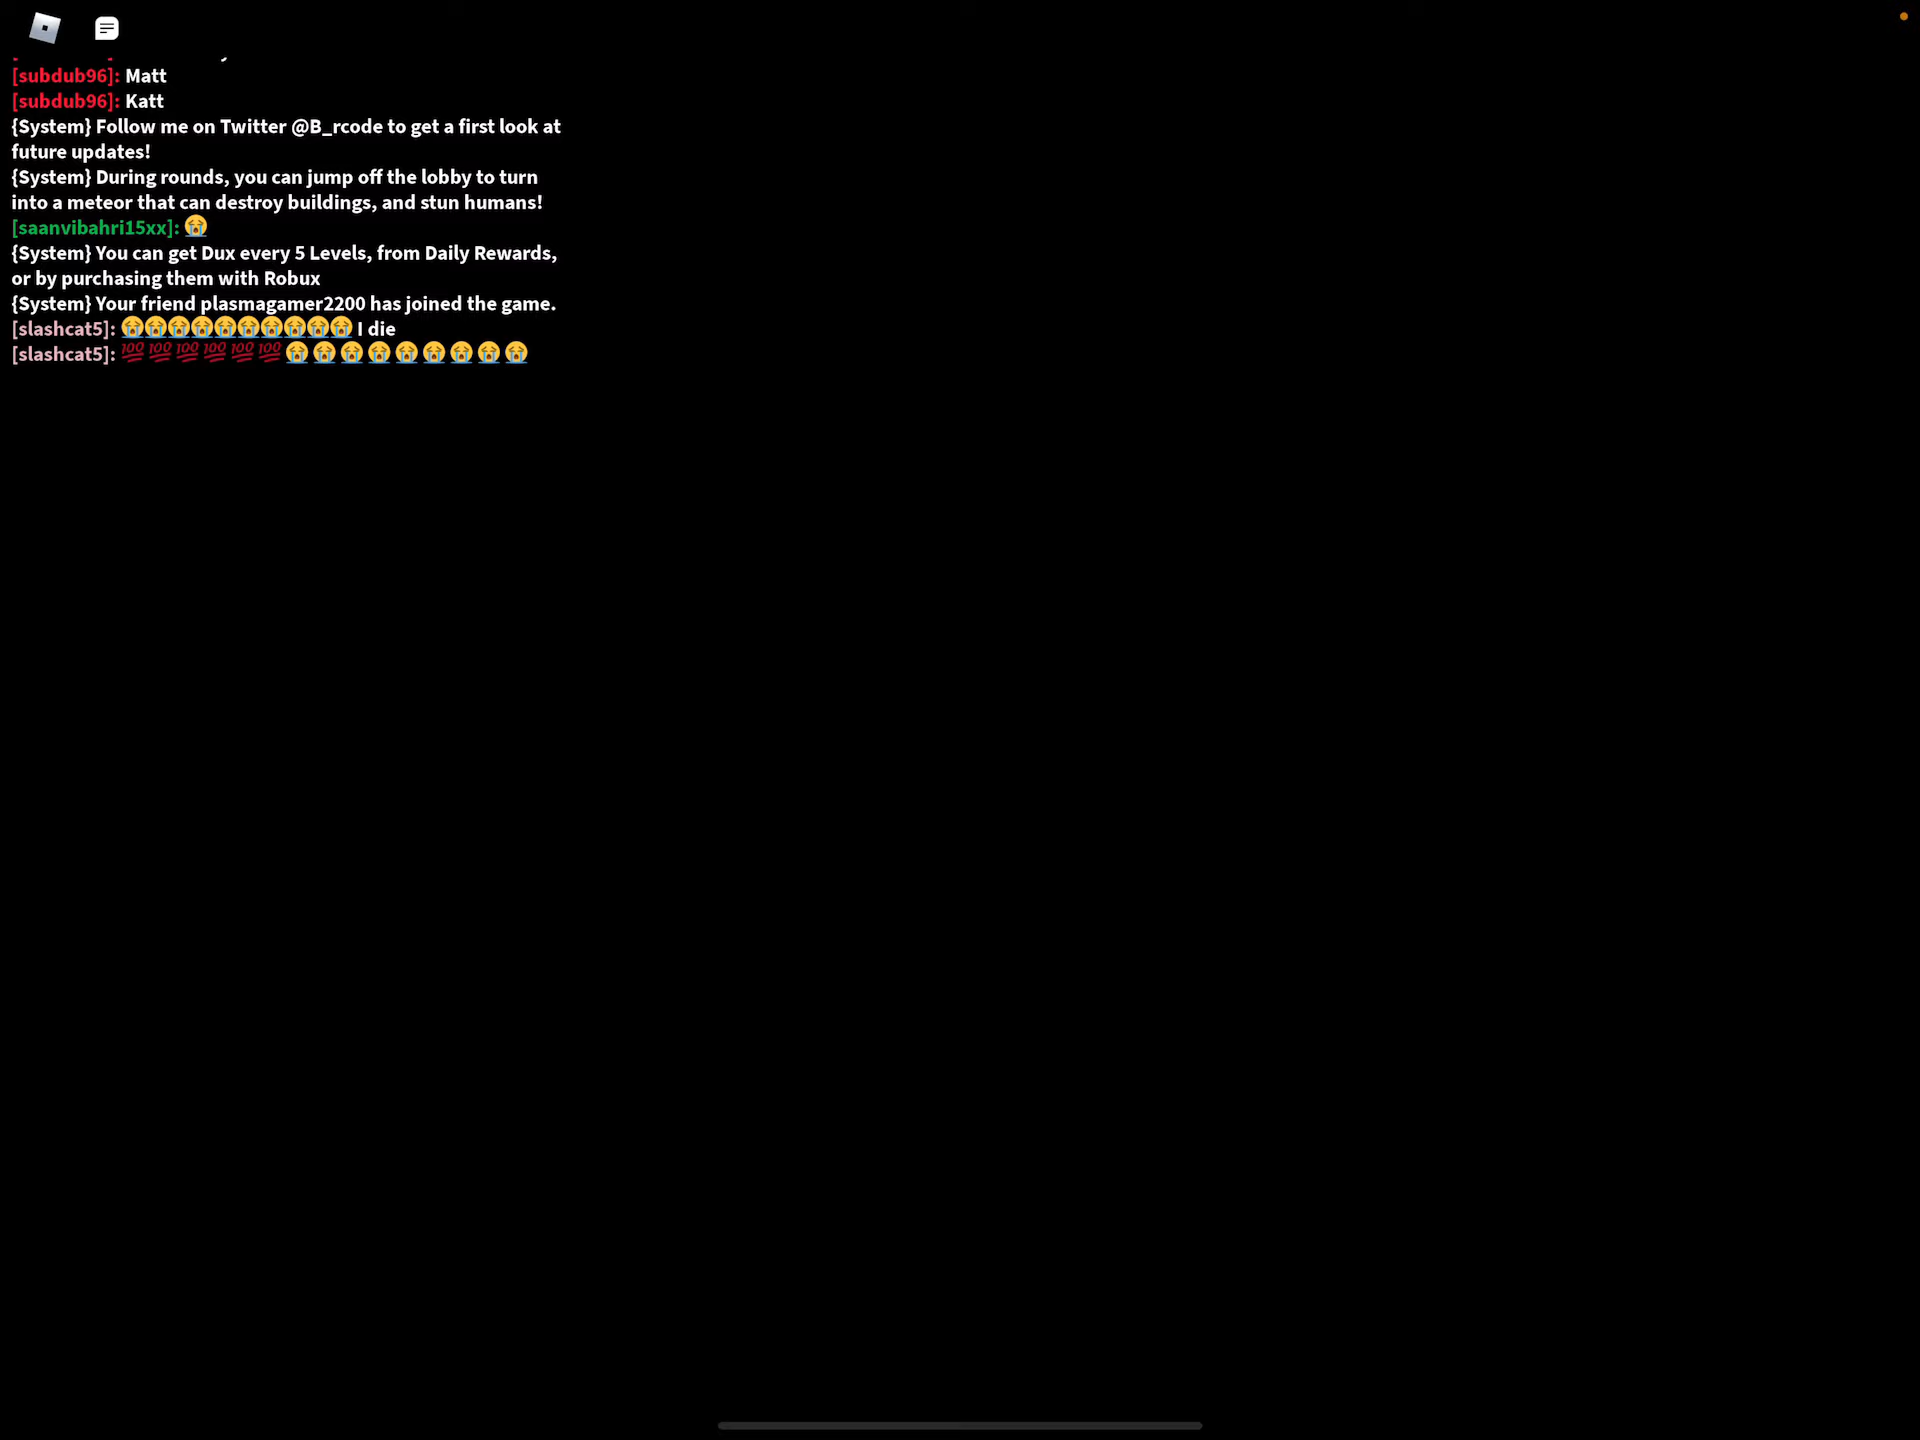 [subdub96]: Matt
[subdub96]: Katt
{System} Follow me on Twitter @B_rcode to get a first look at
future updates!
{System} During rounds, you can jump off the lobby to turn
into a meteor that can destroy buildings, and stun humans!
[saanvibahri15xx]: 😭
{System} You can get Dux every 5 Levels, from Daily Rewards,
or by purchasing them with Robux
{System} Your friend plasmagamer2200 has joined the game.
[slashcat5]: 😭😭😭😭😭😭😭😭😭😭 I die
[slashcat5]: 💯💯💯💯💯💯😭😭😭😭😭😭😭😭😭